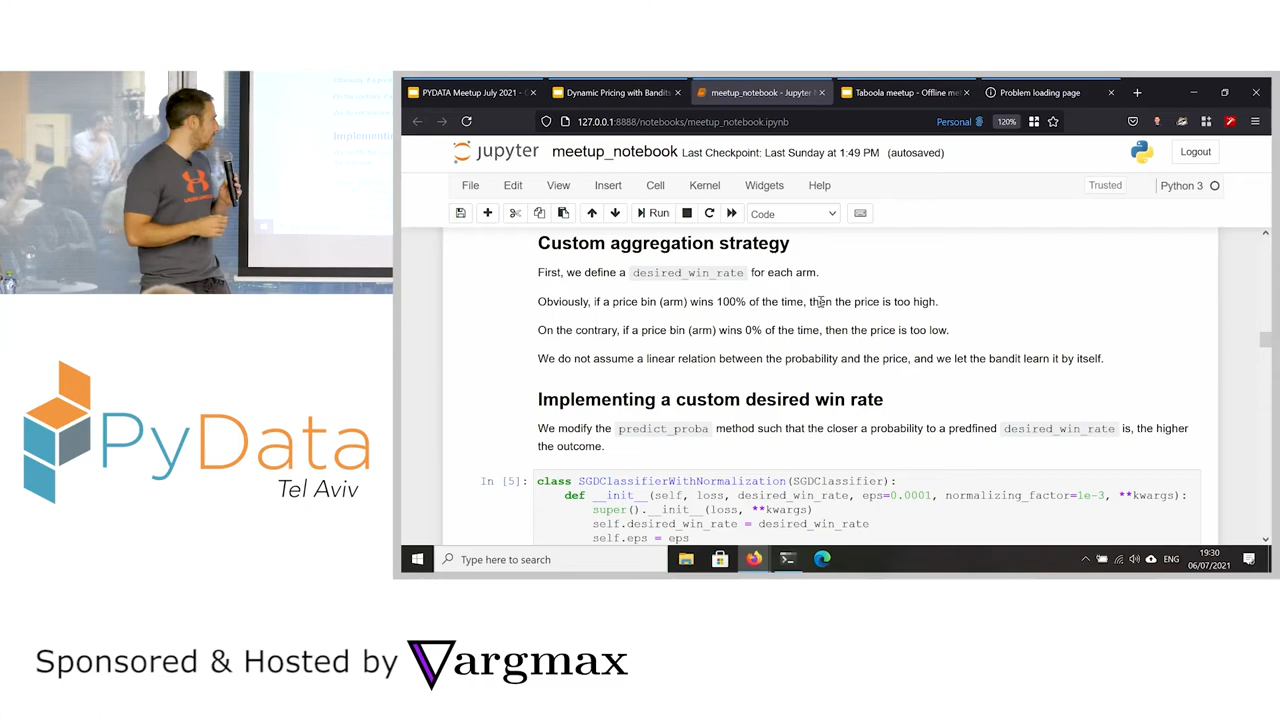 PYDATA Meetup July 2021 -
Dynamic Pricing with Bandits
meetup_notebook - Jupyter
Taboola meetup - Offline me
Problem loading page
127.0.0.1:8888/notebooks/meetup_notebook.ipynb
Personal
120%
jupyter
meetup_notebook Last Checkpoint: Last Sunday at 1:49 PM (autosaved)
Logout
File Edit View Insert Cell Kernel Widgets Help
Trusted
Python 3
Run
Code
Custom aggregation strategy
First, we define a desired_win_rate for each arm.
Obviously, if a price bin (arm) wins 100% of the time, then the price is too high.
On the contrary, if a price bin (arm) wins 0% of the time, then the price is too low.
We do not assume a linear relation between the probability and the price, and we let the bandit learn it by itself.
Implementing a custom desired win rate
We modify the predict_proba method such that the closer a probability to a predfined desired_win_rate is, the higher
the outcome.
In [5]:
class SGDClassifierWithNormalization(SGDClassifier):
def __init__(self, loss, desired_win_rate, eps=0.0001, normalizing_factor=1e-3, **kwargs):
super().__init__(loss, **kwargs)
self.desired_win_rate = desired_win_rate
self.eps = eps
Type here to search
ENG
19:30
06/07/2021
PyData
Tel Aviv
Sponsored & Hosted by argmax